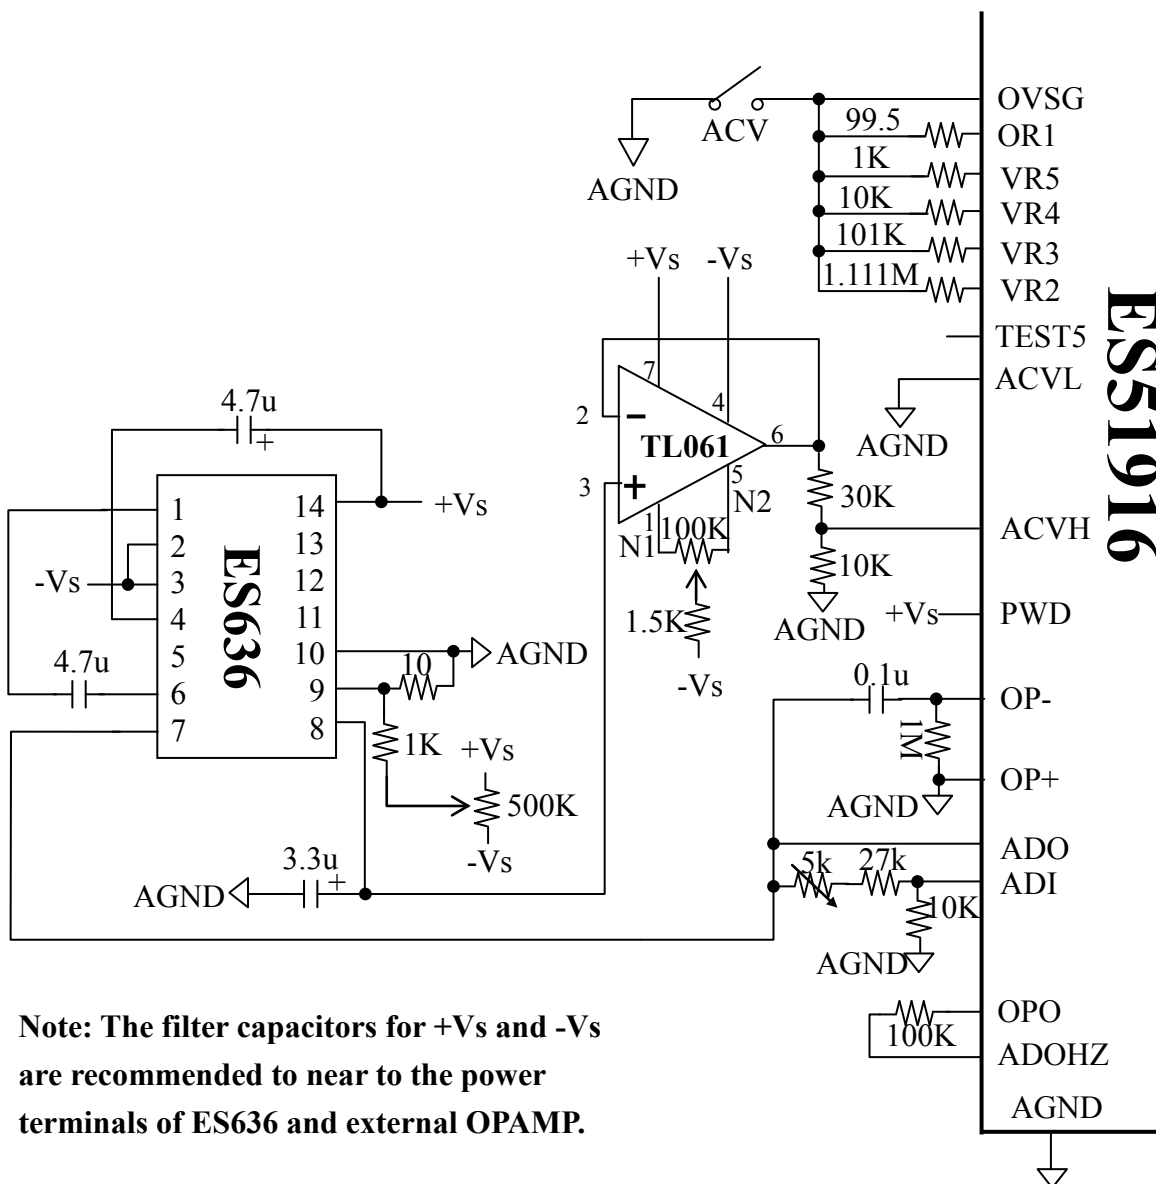 OVSG
ACV
99.5
OR1
AGND
1K
VR5
10K
VR4
101K
VR3
+Vs
-Vs
1.111M
VR2
TEST5
ES51916
ACVL
7
4
4.7u
+
2
−
AGND
TL061
6
3
+
5
30K
N2
1
100K
N1
ACVH
1
14
+Vs
2
13
ES636
-Vs
3
12
10K
4
11
1.5K
AGND
+Vs
PWD
5
10
AGND
4.7u
10
6
9
-Vs
0.1u
OP-
7
8
1K
+Vs
1M
500K
AGND
OP+
-Vs
3.3u
+
ADO
5k
27k
AGND
ADI
10K
AGND
OPO
100K
ADOHZ
Note: The filter capacitors for +Vs and -Vs
are recommended to near to the power
terminals of ES636 and external OPAMP.
AGND